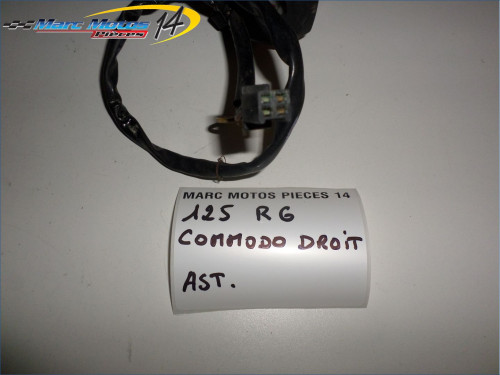 Marc Motos 14
Pièces
MARC MOTOS PIECES 14
125 RG
COMMODO DROIT
AST.